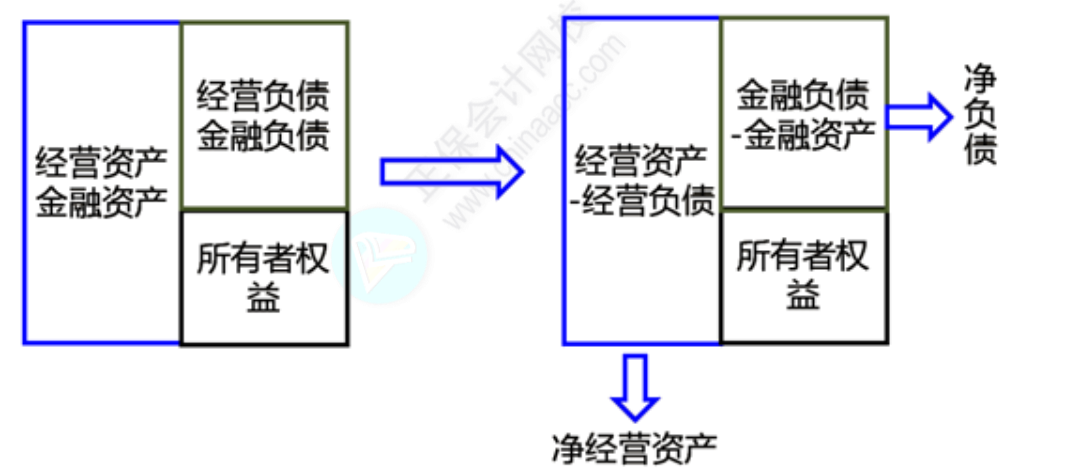 经营资产
金融资产
经营负债
金融负债
所有者权
益
经营资产
-经营负债
金融负债
-金融资产
所有者权
益
净
负
债
净经营资产
正保会计网校
www.chinaacc.com